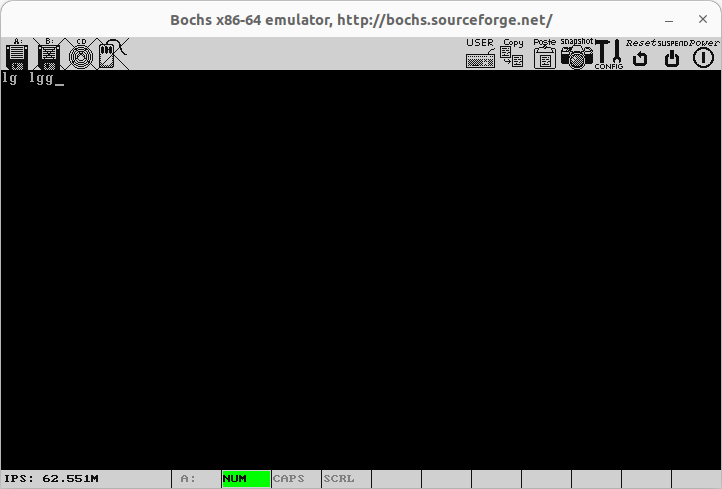 Bochs x86-64 emulator, http://bochs.sourceforge.net/
A: B: CD USER Copy Poste snapshot CONFIG Reset SUSPEND Power
lg lgg_
IPS: 62.551M A: NUM CAPS SCRL